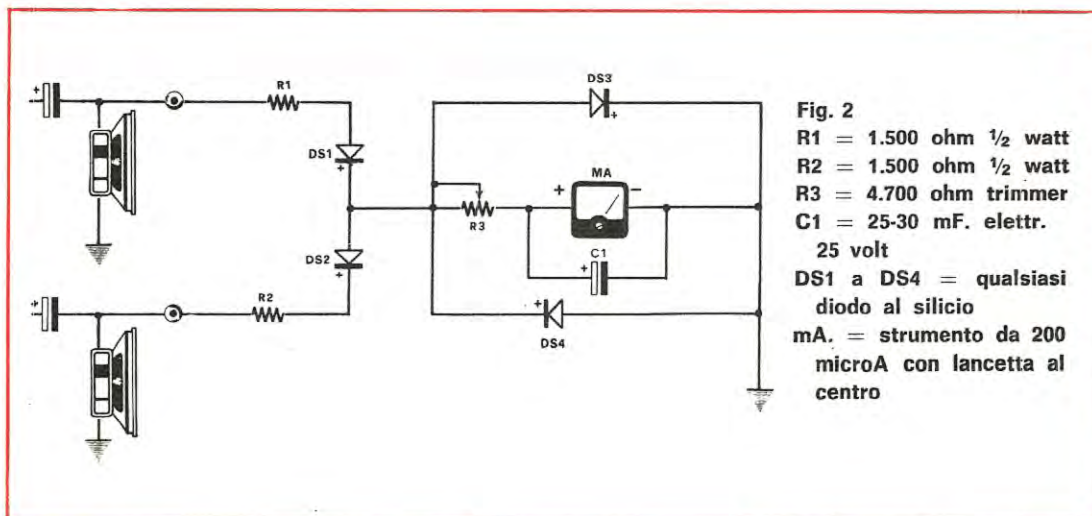 R1
DS3
+
+
DS1
+
MA
+
−
R3
C1
+
DS2
+
R2
+
+
DS4
Fig. 2
R1 = 1.500 ohm ½ watt
R2 = 1.500 ohm ½ watt
R3 = 4.700 ohm trimmer
C1 = 25-30 mF. elettr.
25 volt
DS1 a DS4 = qualsiasi
diodo al silicio
mA. = strumento da 200
microA con lancetta al
centro